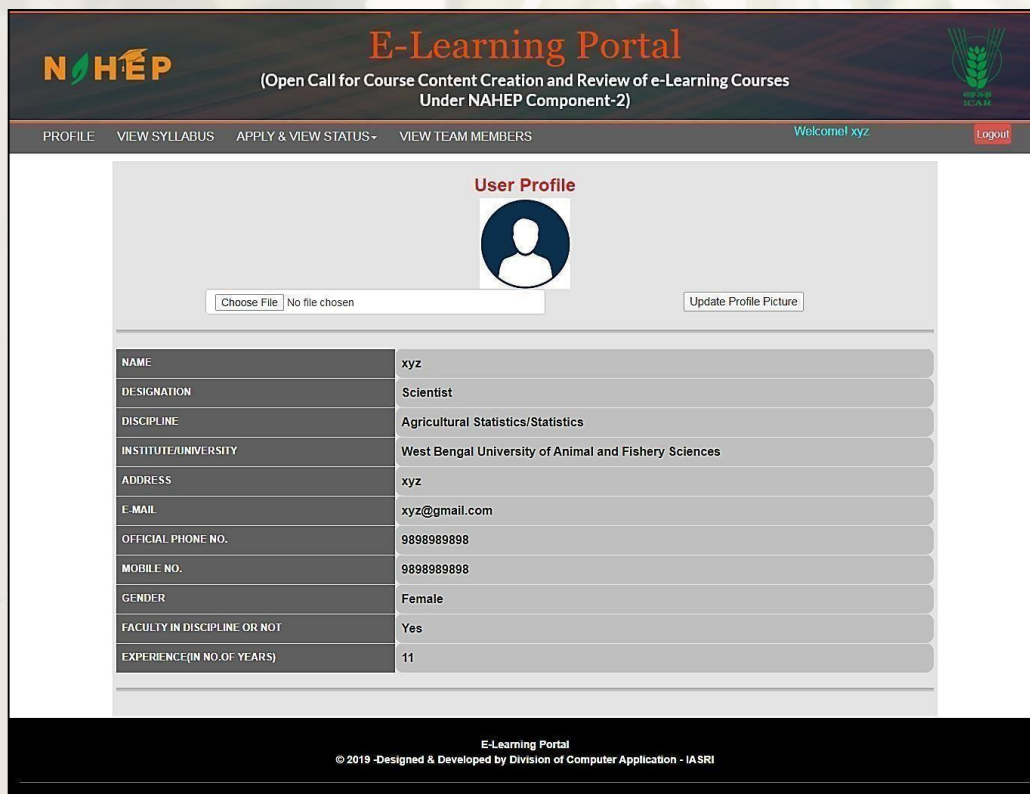 NAHEP
E-Learning Portal
(Open Call for Course Content Creation and Review of e-Learning Courses
Under NAHEP Component-2)
ICAR
PROFILE VIEW SYLLABUS APPLY & VIEW STATUS VIEW TEAM MEMBERS Welcome! xyz Logout
User Profile
Choose File No file chosen Update Profile Picture
NAME xyz
DESIGNATION Scientist
DISCIPLINE Agricultural Statistics/Statistics
INSTITUTE/UNIVERSITY West Bengal University of Animal and Fishery Sciences
ADDRESS xyz
E-MAIL xyz@gmail.com
OFFICIAL PHONE NO. 9898989898
MOBILE NO. 9898989898
GENDER Female
FACULTY IN DISCIPLINE OR NOT Yes
EXPERIENCE(IN NO.OF YEARS) 11
E-Learning Portal
© 2019 -Designed & Developed by Division of Computer Application - IASRI